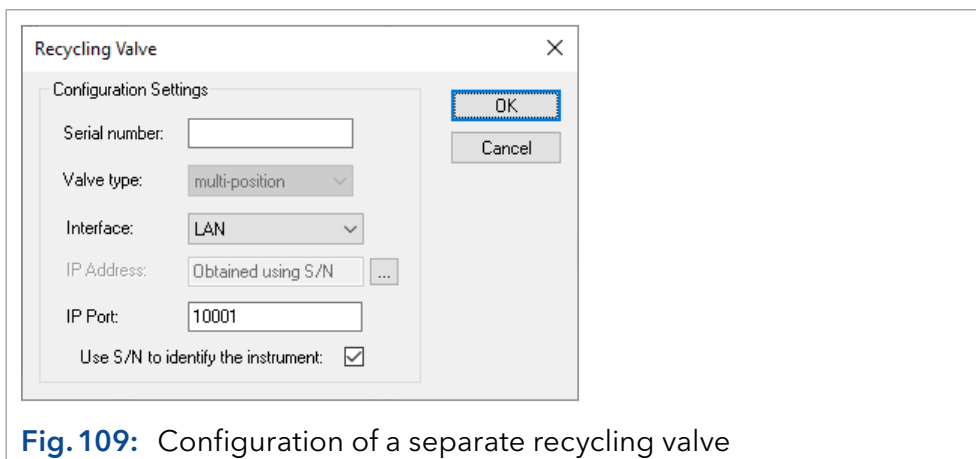 Recycling Valve
Configuration Settings
OK
Serial number:
Cancel
Valve type: multi-position
Interface: LAN
IP Address: Obtained using S/N ...
IP Port: 10001
Use S/N to identify the instrument:
Fig. 109: Configuration of a separate recycling valve